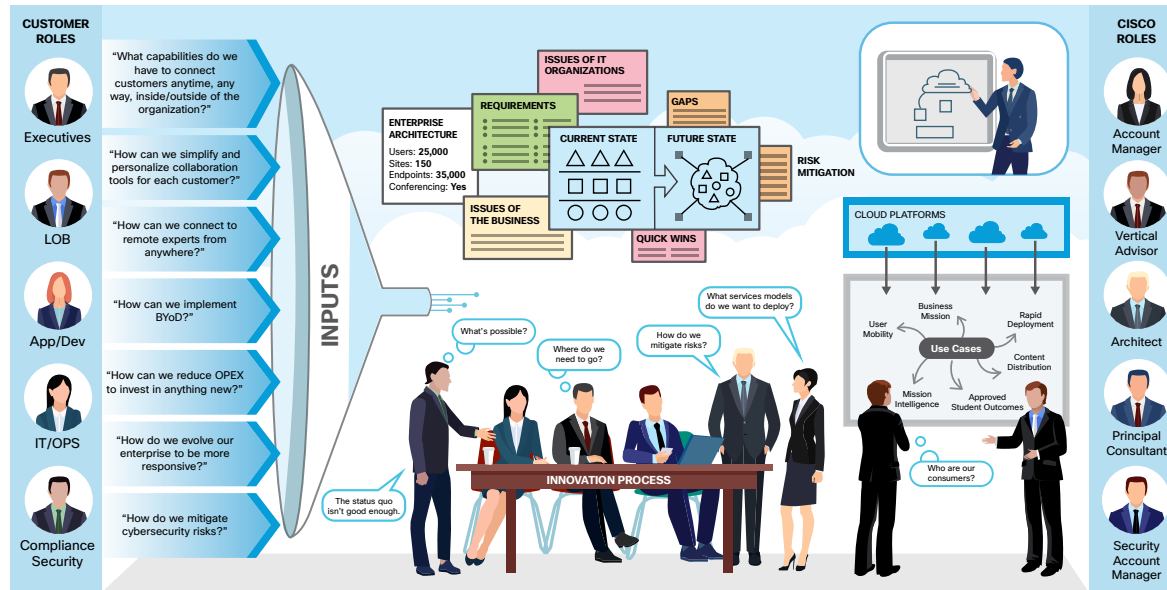 CUSTOMER
ROLES
Executives
LOB
App/Dev
IT/OPS
Compliance
Security
“What capabilities do we
have to connect
customers anytime, any
way, inside/outside of the
organization?”
“How can we simplify and
personalize collaboration
tools for each customer?”
“How can we connect to
remote experts from
anywhere?”
“How can we implement
BYoD?”
“How can we reduce OPEX
to invest in anything new?”
“How do we evolve our
enterprise to be more
responsive?”
“How do we mitigate
cybersecurity risks?”
INPUTS
ENTERPRISE
ARCHITECTURE
Users: 25,000
Sites: 150
Endpoints: 35,000
Conferencing: Yes
REQUIREMENTS
ISSUES OF IT
ORGANIZATIONS
GAPS
CURRENT STATE
FUTURE STATE
RISK
MITIGATION
ISSUES OF
THE BUSINESS
QUICK WINS
What's possible?
Where do we
need to go?
How do we
mitigate risks?
What services models
do we want to deploy?
The status quo
isn't good enough.
INNOVATION PROCESS
CLOUD PLATFORMS
Business
Mission
Rapid
Deployment
User
Mobility
Use Cases
Content
Distribution
Mission
Intelligence
Approved
Student Outcomes
Who are our
consumers?
CISCO
ROLES
Account
Manager
Vertical
Advisor
Architect
Principal
Consultant
Security
Account
Manager